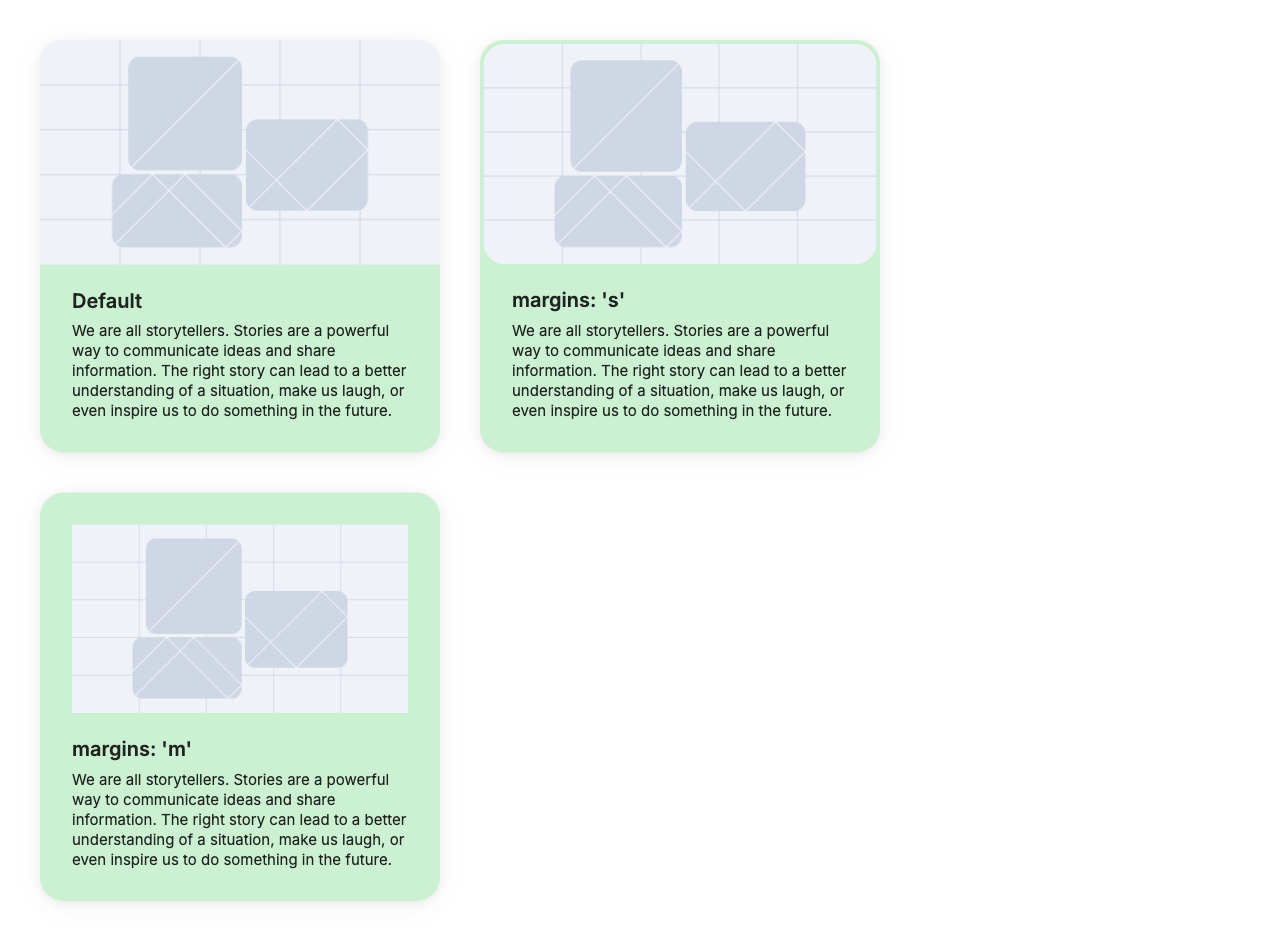 Default
We are all storytellers. Stories are a powerful
way to communicate ideas and share
information. The right story can lead to a better
understanding of a situation, make us laugh, or
even inspire us to do something in the future.
margins: 's'
We are all storytellers. Stories are a powerful
way to communicate ideas and share
information. The right story can lead to a better
understanding of a situation, make us laugh, or
even inspire us to do something in the future.
margins: 'm'
We are all storytellers. Stories are a powerful
way to communicate ideas and share
information. The right story can lead to a better
understanding of a situation, make us laugh, or
even inspire us to do something in the future.